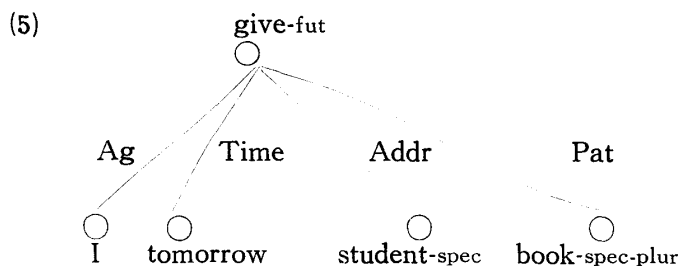 (5)
give-fut
Ag Time Addr Pat
I tomorrow student-spec book-spec-plur